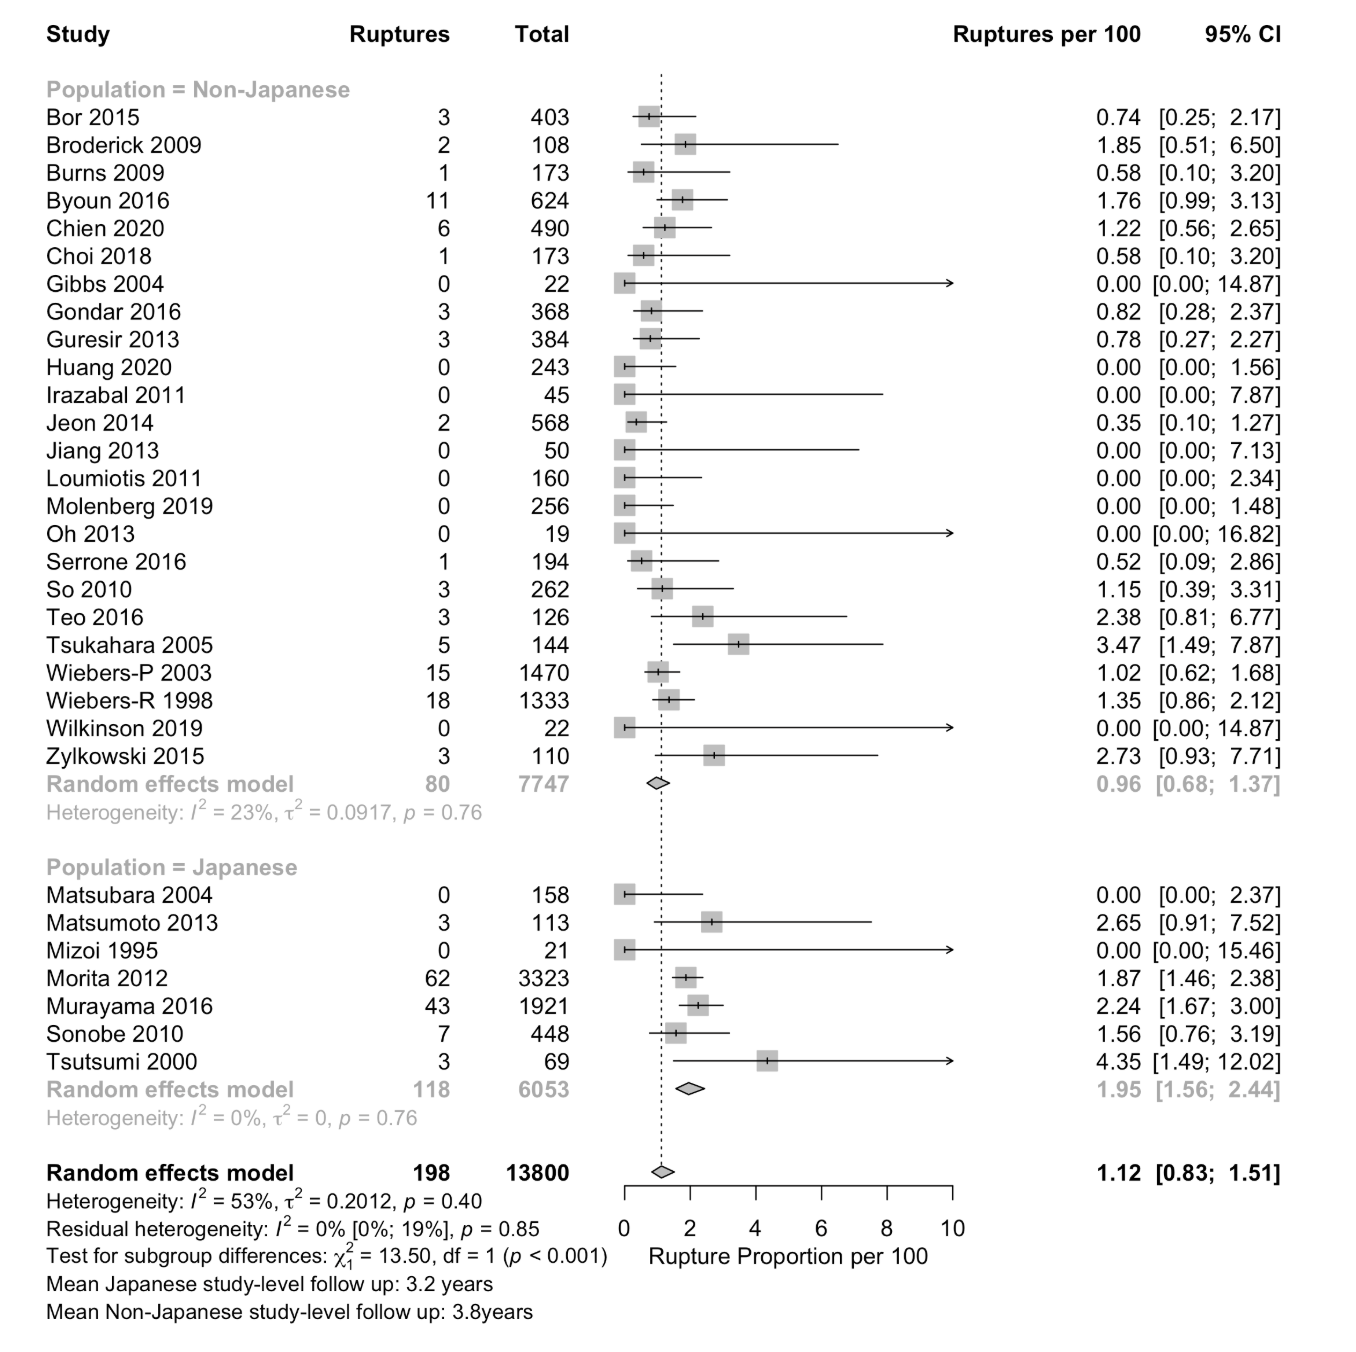 Study Ruptures Total Ruptures per 100 95% CI
Population = Non-Japanese
Bor 2015 3 403 0.74 [0.25; 2.17]
Broderick 2009 2 108 1.85 [0.51; 6.50]
Burns 2009 1 173 0.58 [0.10; 3.20]
Byoun 2016 11 624 1.76 [0.99; 3.13]
Chien 2020 6 490 1.22 [0.56; 2.65]
Choi 2018 1 173 0.58 [0.10; 3.20]
Gibbs 2004 0 22 0.00 [0.00; 14.87]
Gondar 2016 3 368 0.82 [0.28; 2.37]
Guresir 2013 3 384 0.78 [0.27; 2.27]
Huang 2020 0 243 0.00 [0.00; 1.56]
Irazabal 2011 0 45 0.00 [0.00; 7.87]
Jeon 2014 2 568 0.35 [0.10; 1.27]
Jiang 2013 0 50 0.00 [0.00; 7.13]
Loumiotis 2011 0 160 0.00 [0.00; 2.34]
Molenberg 2019 0 256 0.00 [0.00; 1.48]
Oh 2013 0 19 0.00 [0.00; 16.82]
Serrone 2016 1 194 0.52 [0.09; 2.86]
So 2010 3 262 1.15 [0.39; 3.31]
Teo 2016 3 126 2.38 [0.81; 6.77]
Tsukahara 2005 5 144 3.47 [1.49; 7.87]
Wiebers-P 2003 15 1470 1.02 [0.62; 1.68]
Wiebers-R 1998 18 1333 1.35 [0.86; 2.12]
Wilkinson 2019 0 22 0.00 [0.00; 14.87]
Zylkowski 2015 3 110 2.73 [0.93; 7.71]
Random effects model 80 7747 0.96 [0.68; 1.37]
Heterogeneity: I² = 23%, τ² = 0.0917, p = 0.76
Population = Japanese
Matsubara 2004 0 158 0.00 [0.00; 2.37]
Matsumoto 2013 3 113 2.65 [0.91; 7.52]
Mizoi 1995 0 21 0.00 [0.00; 15.46]
Morita 2012 62 3323 1.87 [1.46; 2.38]
Murayama 2016 43 1921 2.24 [1.67; 3.00]
Sonobe 2010 7 448 1.56 [0.76; 3.19]
Tsutsumi 2000 3 69 4.35 [1.49; 12.02]
Random effects model 118 6053 1.95 [1.56; 2.44]
Heterogeneity: I² = 0%, τ² = 0, p = 0.76
Random effects model 198 13800 1.12 [0.83; 1.51]
Heterogeneity: I² = 53%, τ² = 0.2012, p = 0.40
Residual heterogeneity: I² = 0% [0%; 19%], p = 0.85
0 2 4 6 8 10
Test for subgroup differences: χ²₁ = 13.50, df = 1 (p < 0.001)
Rupture Proportion per 100
Mean Japanese study-level follow up: 3.2 years
Mean Non-Japanese study-level follow up: 3.8years